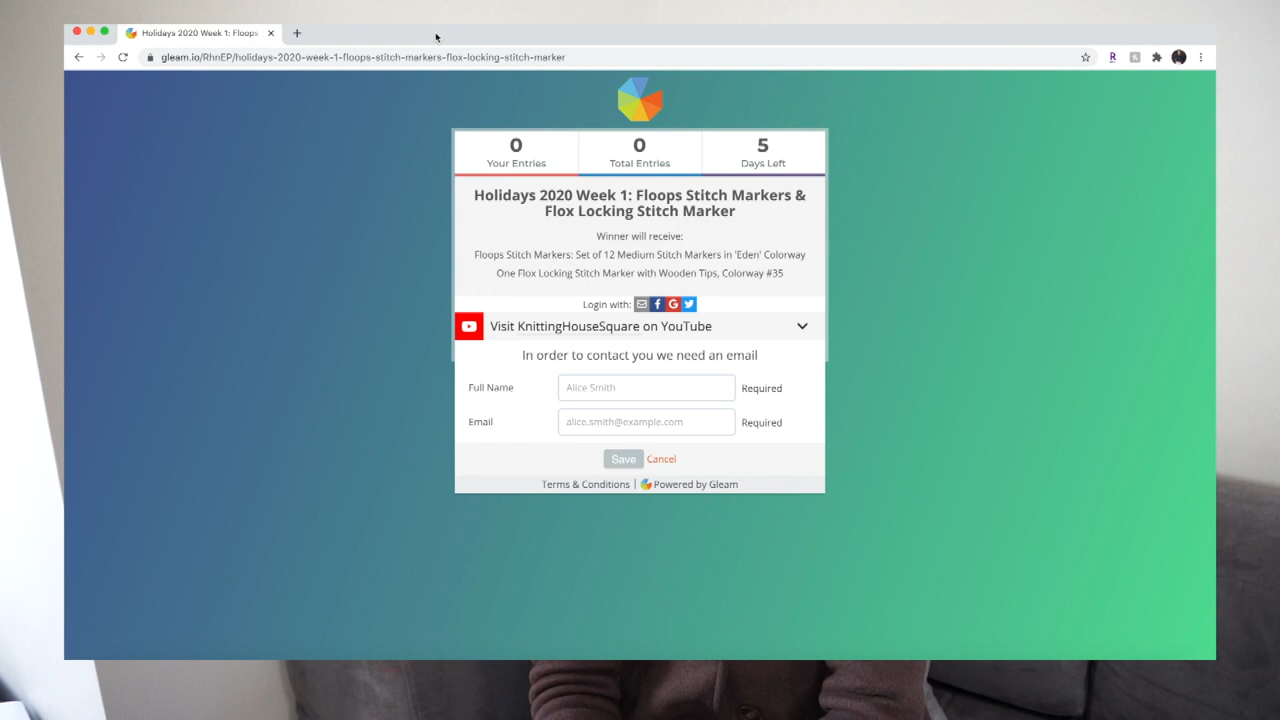 Holidays 2020 Week 1: Floops
gleam.io/RhnEP/holidays-2020-week-1-floops-stitch-markers-flox-locking-stitch-marker
0
Your Entries
0
Total Entries
5
Days Left
Holidays 2020 Week 1: Floops Stitch Markers &
Flox Locking Stitch Marker
Winner will receive:
Floops Stitch Markers: Set of 12 Medium Stitch Markers in 'Eden' Colorway
One Flox Locking Stitch Marker with Wooden Tips, Colorway #35
Login with:
Visit KnittingHouseSquare on YouTube
In order to contact you we need an email
Full Name Alice Smith Required
Email alice.smith@example.com Required
Save Cancel
Terms & Conditions | Powered by Gleam